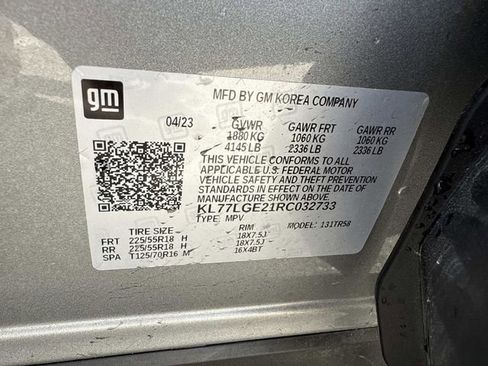 gm
MFD BY GM KOREA COMPANY
04/23 GVWR GAWR FRT GAWR RR
1880 KG 1060 KG 1060 KG
4145 LB 2336 LB 2336 LB
THIS VEHICLE CONFORMS TO ALL
APPLICABLE U.S. FEDERAL MOTOR
VEHICLE SAFETY AND THEFT PREVENTION
STANDARDS IN EFFECT ON THE DATE OF
MANUFACTURE SHOWN ABOVE
KL77LGE21RC032733
TYPE: MPV MODEL: 131TR58
TIRE SIZE RIM
FRT 225/55R18 H 18X7.5J
RR 225/55R18 H 18X7.5J
SPA T125/70R16 M 16X4BT